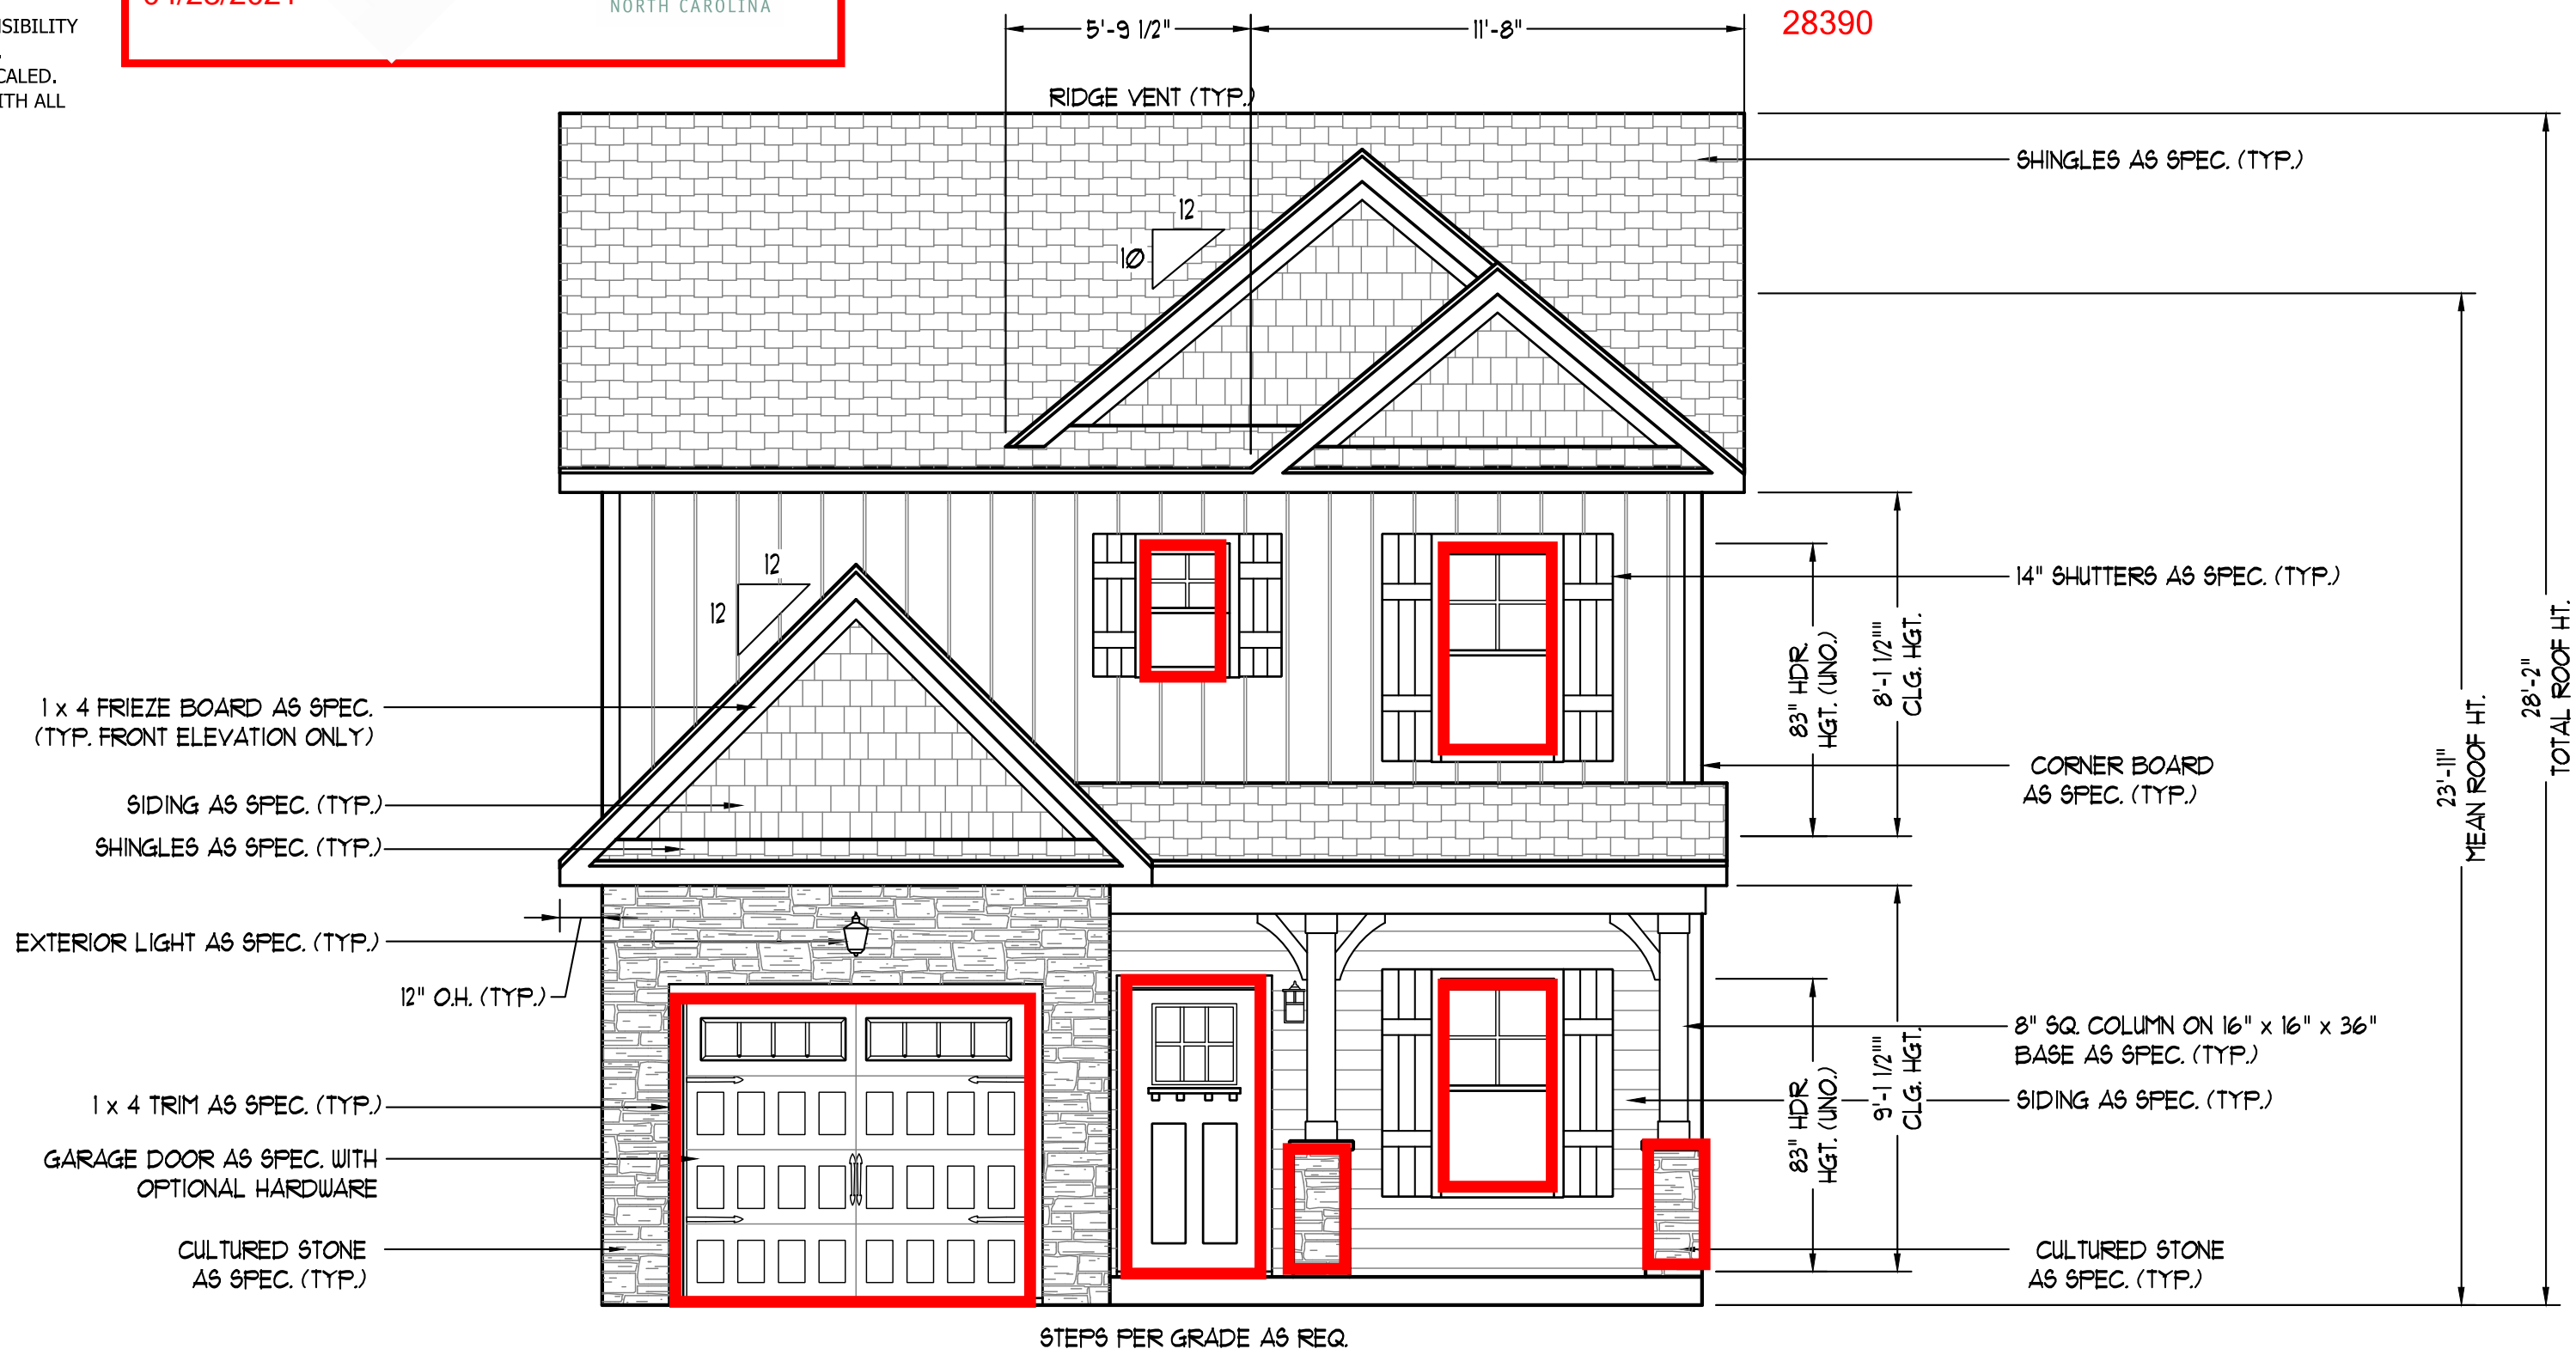 NORTH CAROLINA
28390
CALED.
ITH ALL
5'-9 1/2"
11'-8"
RIDGE VENT (TYP.)
SHINGLES AS SPEC. (TYP.)
12
10
12
12
14" SHUTTERS AS SPEC. (TYP.)
83" HDR.
HGT. (UNO.)
8'-1 1/2""
CLG. HGT.
28'-2"
TOTAL ROOF HT.
23'-11"
MEAN ROOF HT.
1 x 4 FRIEZE BOARD AS SPEC.
(TYP. FRONT ELEVATION ONLY)
CORNER BOARD
AS SPEC. (TYP.)
SIDING AS SPEC. (TYP.)
SHINGLES AS SPEC. (TYP.)
EXTERIOR LIGHT AS SPEC. (TYP.)
12" O.H. (TYP.)
8" SQ. COLUMN ON 16" x 16" x 36"
BASE AS SPEC. (TYP.)
83" HDR.
HGT. (UNO.)
9'-1 1/2""
CLG. HGT.
SIDING AS SPEC. (TYP.)
1 x 4 TRIM AS SPEC. (TYP.)
GARAGE DOOR AS SPEC. WITH
OPTIONAL HARDWARE
CULTURED STONE
AS SPEC. (TYP.)
CULTURED STONE
AS SPEC. (TYP.)
STEPS PER GRADE AS REQ.